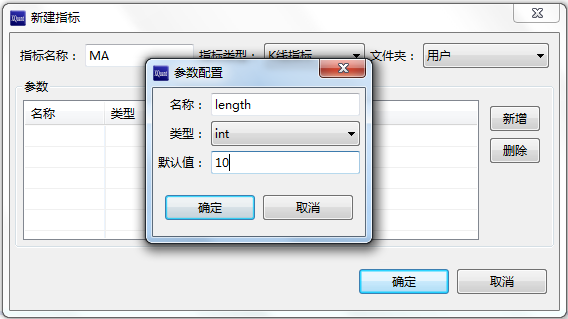 新建指标
指标名称： MA 指标类型： K线指标 文件夹： 用户
参数
名称 类型
新增
删除
确定 取消
参数配置
名称： length
类型： int
默认值： 10
确定 取消